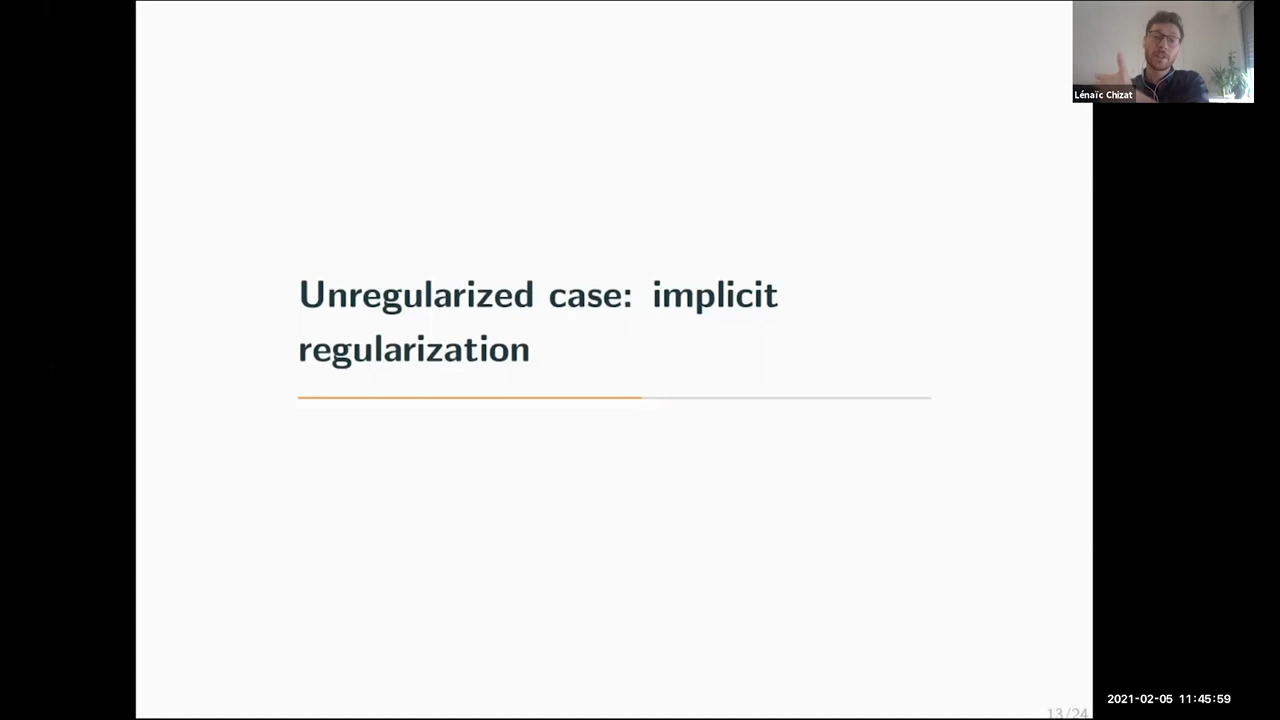 Lénaïc Chizat
Unregularized case: implicit
regularization
2021-02-05 11:45:59
13/24